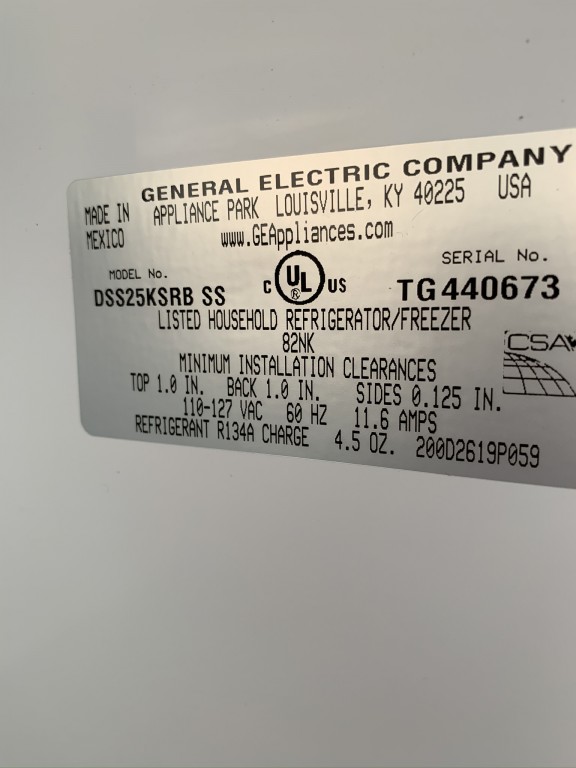 GENERAL ELECTRIC COMPANY
MADE IN MEXICO
APPLIANCE PARK LOUISVILLE, KY 40225 USA
www.GEAppliances.com
MODEL No.
DSS25KSRB SS
C UL US
SERIAL No.
TG 440673
LISTED HOUSEHOLD REFRIGERATOR/FREEZER
82NK
CSA
MINIMUM INSTALLATION CLEARANCES
TOP 1.0 IN. BACK 1.0 IN. SIDES 0.125 IN.
110-127 VAC 60 HZ 11.6 AMPS
REFRIGERANT R134A CHARGE 4.5 OZ. 200D2619P059